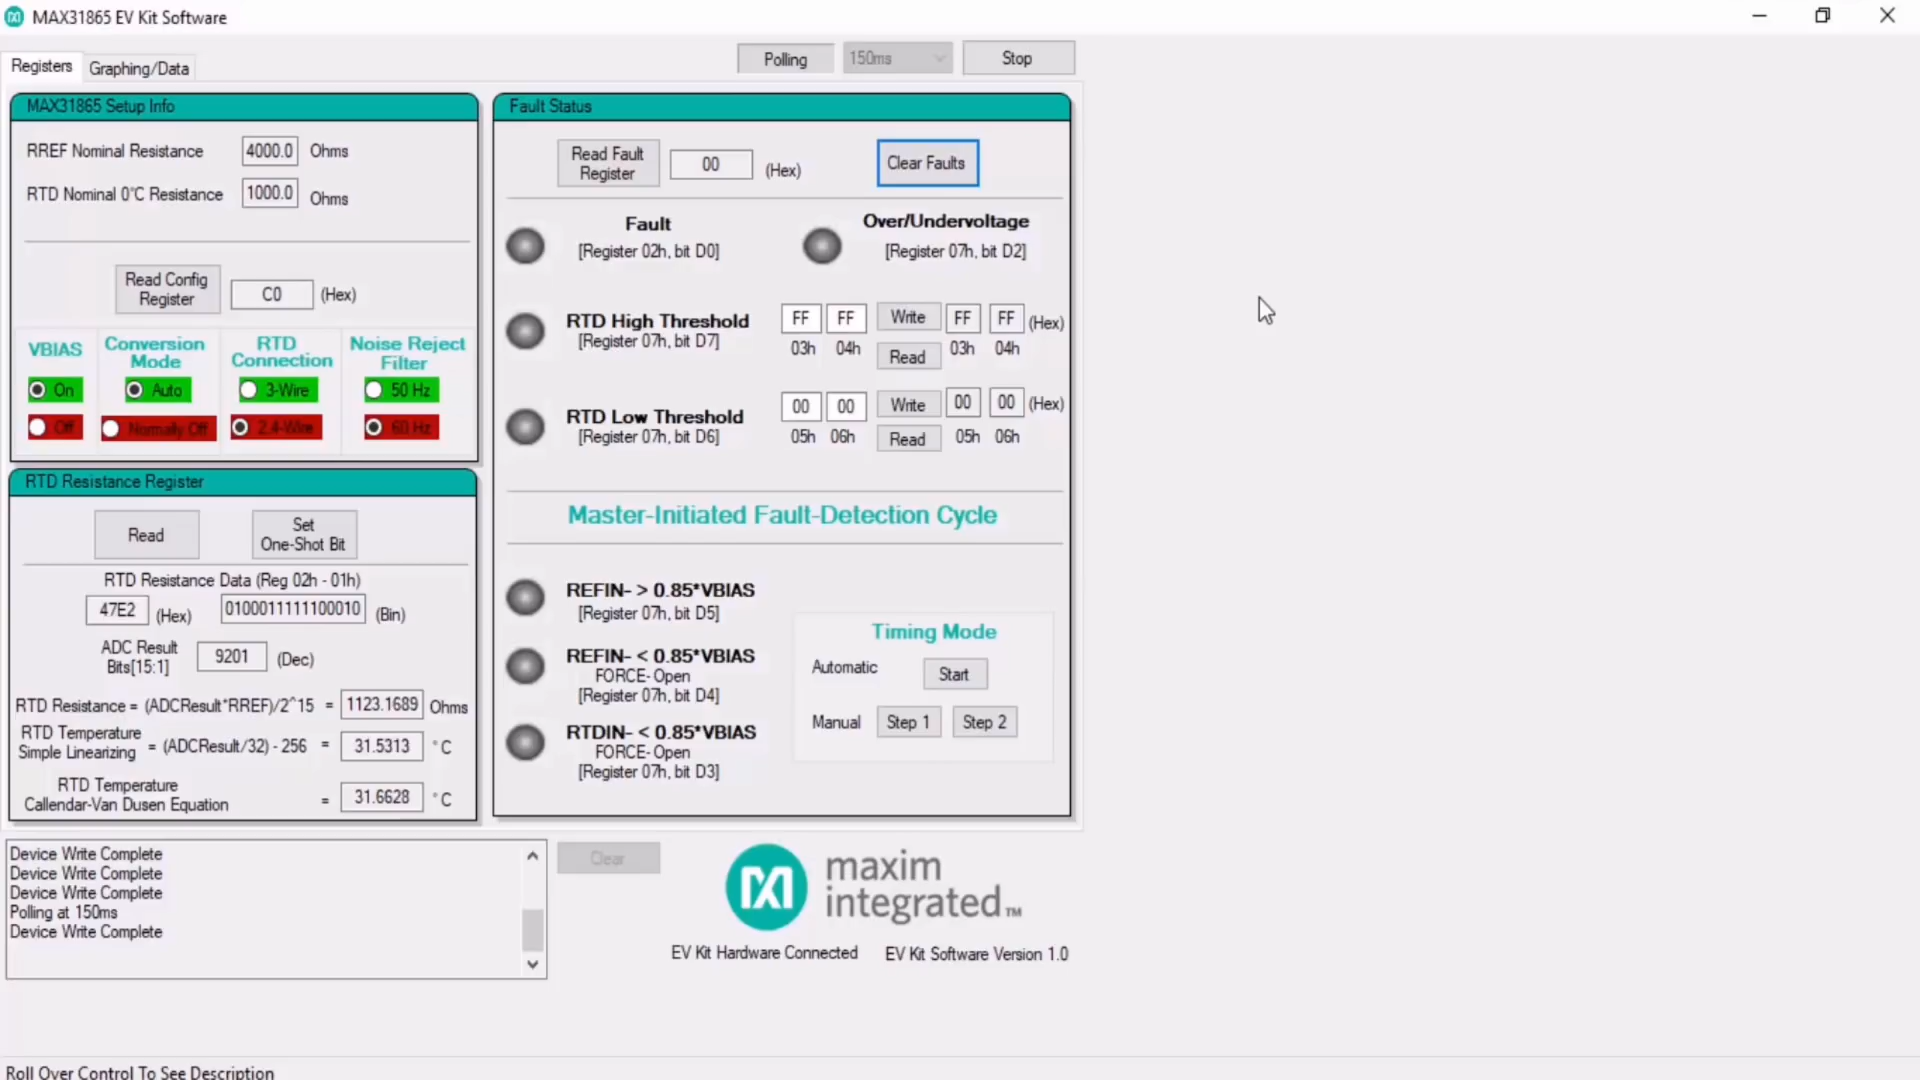 MAX31865 EV Kit Software
Registers
Graphing/Data
Polling
150ms
Stop
MAX31865 Setup Info
RREF Nominal Resistance 4000.0 Ohms
RTD Nominal 0°C Resistance 1000.0 Ohms
Read Config
Register
C0 (Hex)
VBIAS
On
Off
Conversion
Mode
Auto
Normally Off
RTD
Connection
3-Wire
2,4-Wire
Noise Reject
Filter
50 Hz
60 Hz
RTD Resistance Register
Read
Set
One-Shot Bit
RTD Resistance Data (Reg 02h - 01h)
47E2 (Hex) 0100011111100010 (Bin)
ADC Result
Bits[15:1]
9201 (Dec)
RTD Resistance = (ADCResult*RREF)/2^15 = 1123.1689 Ohms
RTD Temperature
Simple Linearizing
= (ADCResult/32) - 256 = 31.5313 °C
RTD Temperature
Callendar-Van Dusen Equation
= 31.6628 °C
Fault Status
Read Fault
Register
00 (Hex)
Clear Faults
Fault
[Register 02h, bit D0]
Over/Undervoltage
[Register 07h, bit D2]
RTD High Threshold
[Register 07h, bit D7]
FF FF Write FF FF (Hex)
03h 04h Read 03h 04h
RTD Low Threshold
[Register 07h, bit D6]
00 00 Write 00 00 (Hex)
05h 06h Read 05h 06h
Master-Initiated Fault-Detection Cycle
REFIN- > 0.85*VBIAS
[Register 07h, bit D5]
REFIN- < 0.85*VBIAS
FORCE- Open
[Register 07h, bit D4]
RTDIN- < 0.85*VBIAS
FORCE- Open
[Register 07h, bit D3]
Timing Mode
Automatic Start
Manual Step 1 Step 2
Device Write Complete
Device Write Complete
Device Write Complete
Polling at 150ms
Device Write Complete
Clear
maxim
integrated™
EV Kit Hardware Connected
EV Kit Software Version 1.0
Roll Over Control To See Description